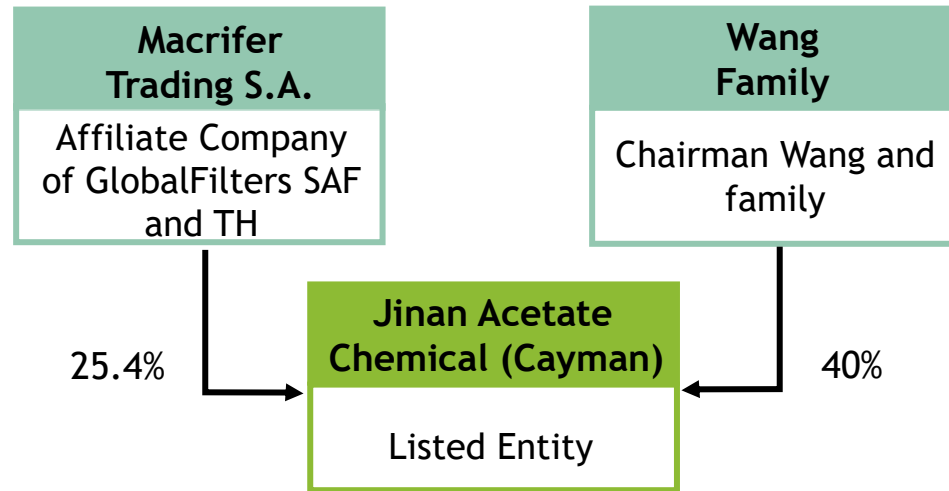 Macrifer
Trading S.A.
Affiliate Company
of GlobalFilters SAF
and TH
Wang
Family
Chairman Wang and
family
25.4%
Jinan Acetate
Chemical (Cayman)
Listed Entity
40%